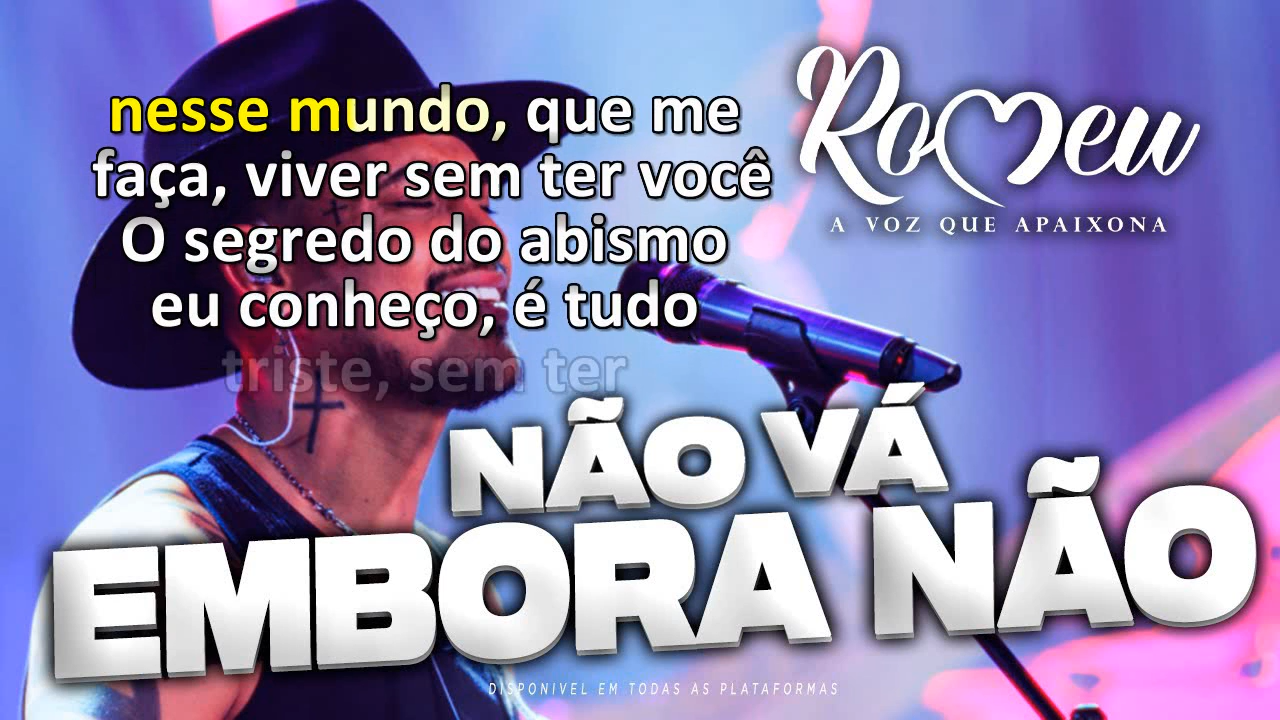 nesse mundo, que me
faça, viver sem ter você
O segredo do abismo
eu conheço, é tudo
triste, sem ter
Romeu
A VOZ QUE APAIXONA
NÃO VÁ
EMBORA NÃO
DISPONIVEL EM TODAS AS PLATAFORMAS